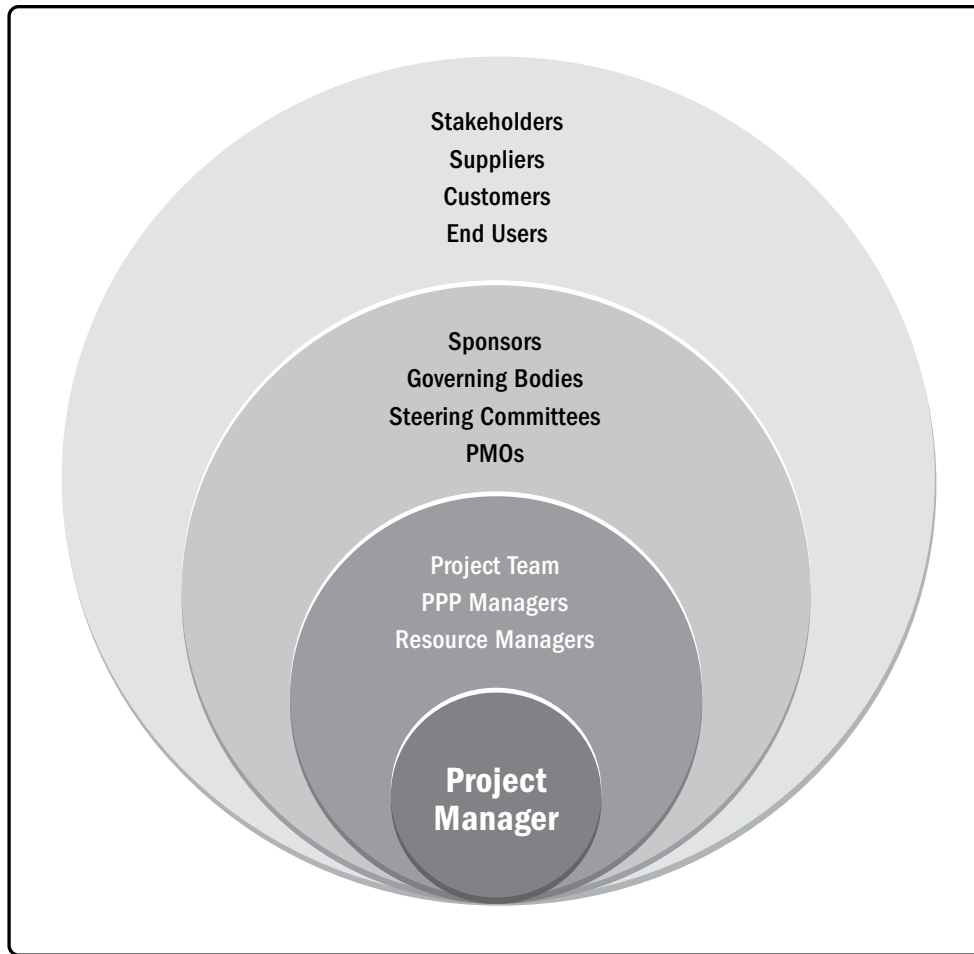 Stakeholders
Suppliers
Customers
End Users
Sponsors
Governing Bodies
Steering Committees
PMOs
Project Team
PPP Managers
Resource Managers
Project
Manager